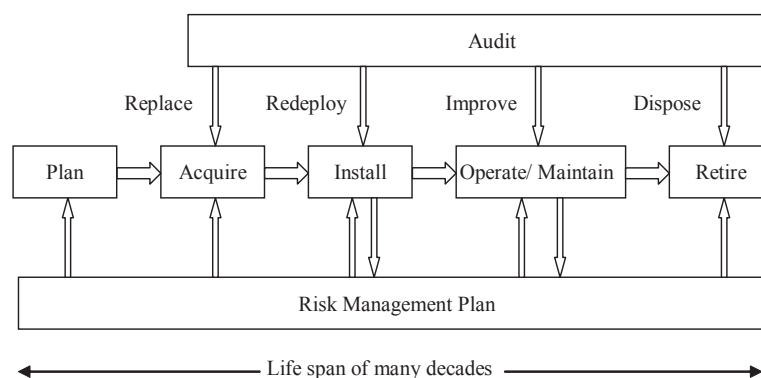 Audit
Replace Redeploy Improve Dispose
Plan Acquire Install Operate/ Maintain Retire
Risk Management Plan
Life span of many decades